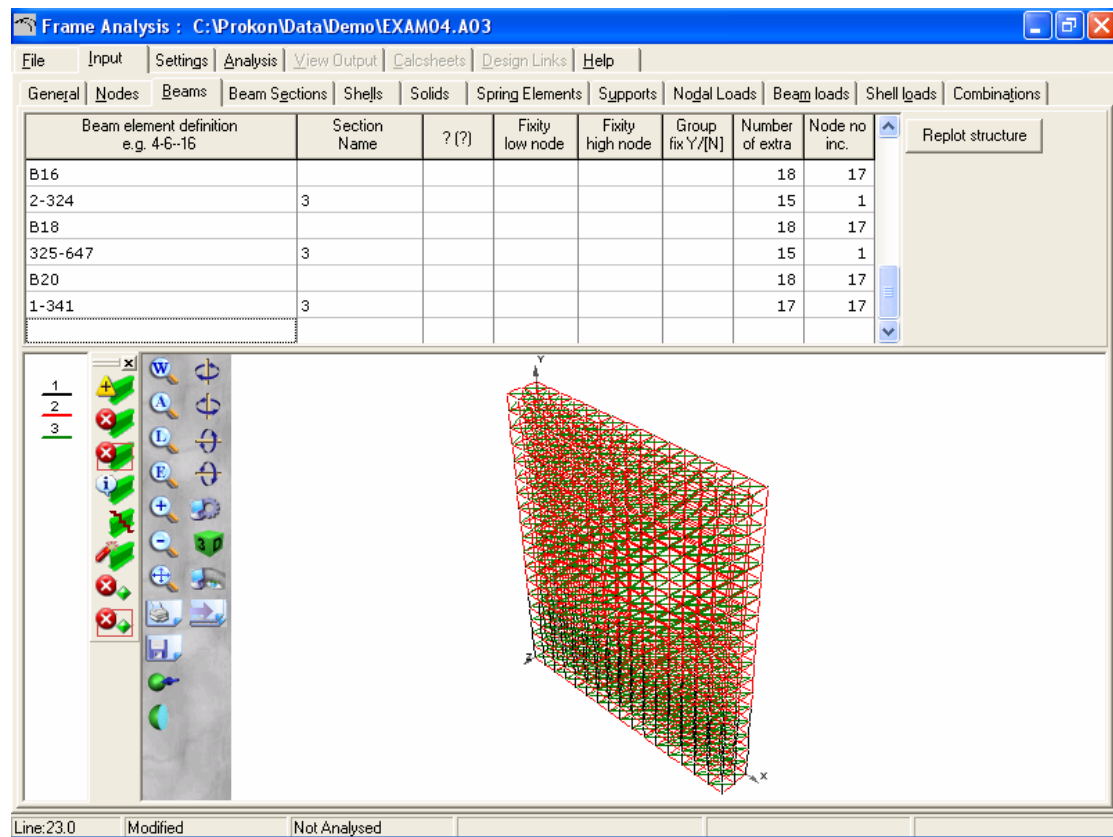 Frame Analysis : C:\Prokon\Data\Demo\EXAM04.A03
File Input Settings Analysis View Output Calcsheets Design Links Help
General Nodes Beams Beam Sections Shells Solids Spring Elements Supports Nodal Loads Beam loads Shell loads Combinations
Beam element definition e.g. 4-6--16 Section Name ? (?) Fixity low node Fixity high node Group fix Y/[N] Number of extra Node no inc. Replot structure
B16 18 17
2-324 3 15 1
B18 18 17
325-647 3 15 1
B20 18 17
1-341 3 17 17
1
2
3
W
A
L
E
3D
Y
Z
X
Line:23.0 Modified Not Analysed